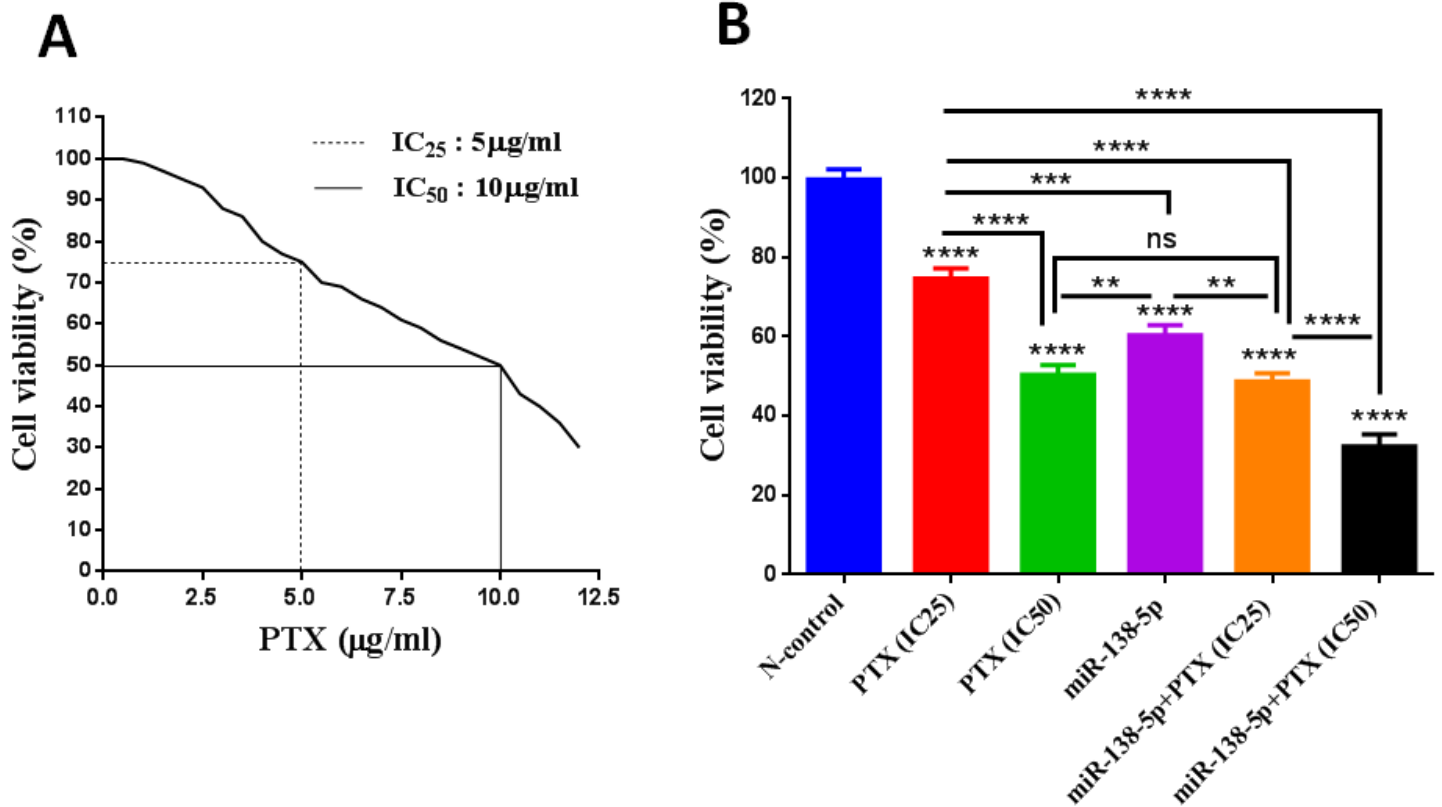 A
110
100
90
80
70
60
50
40
30
20
10
0
0.0 2.5 5.0 7.5 10.0 12.5
Cell viability (%)
PTX (μg/ml)
IC25 : 5μg/ml
IC50 : 10μg/ml
B
120
100
80
60
40
20
0
Cell viability (%)
****
****
***
****
ns
****
**
**
****
****
****
****
****
N-control
PTX (IC25)
PTX (IC50)
miR-138-5p
miR-138-5p+PTX (IC25)
miR-138-5p+PTX (IC50)